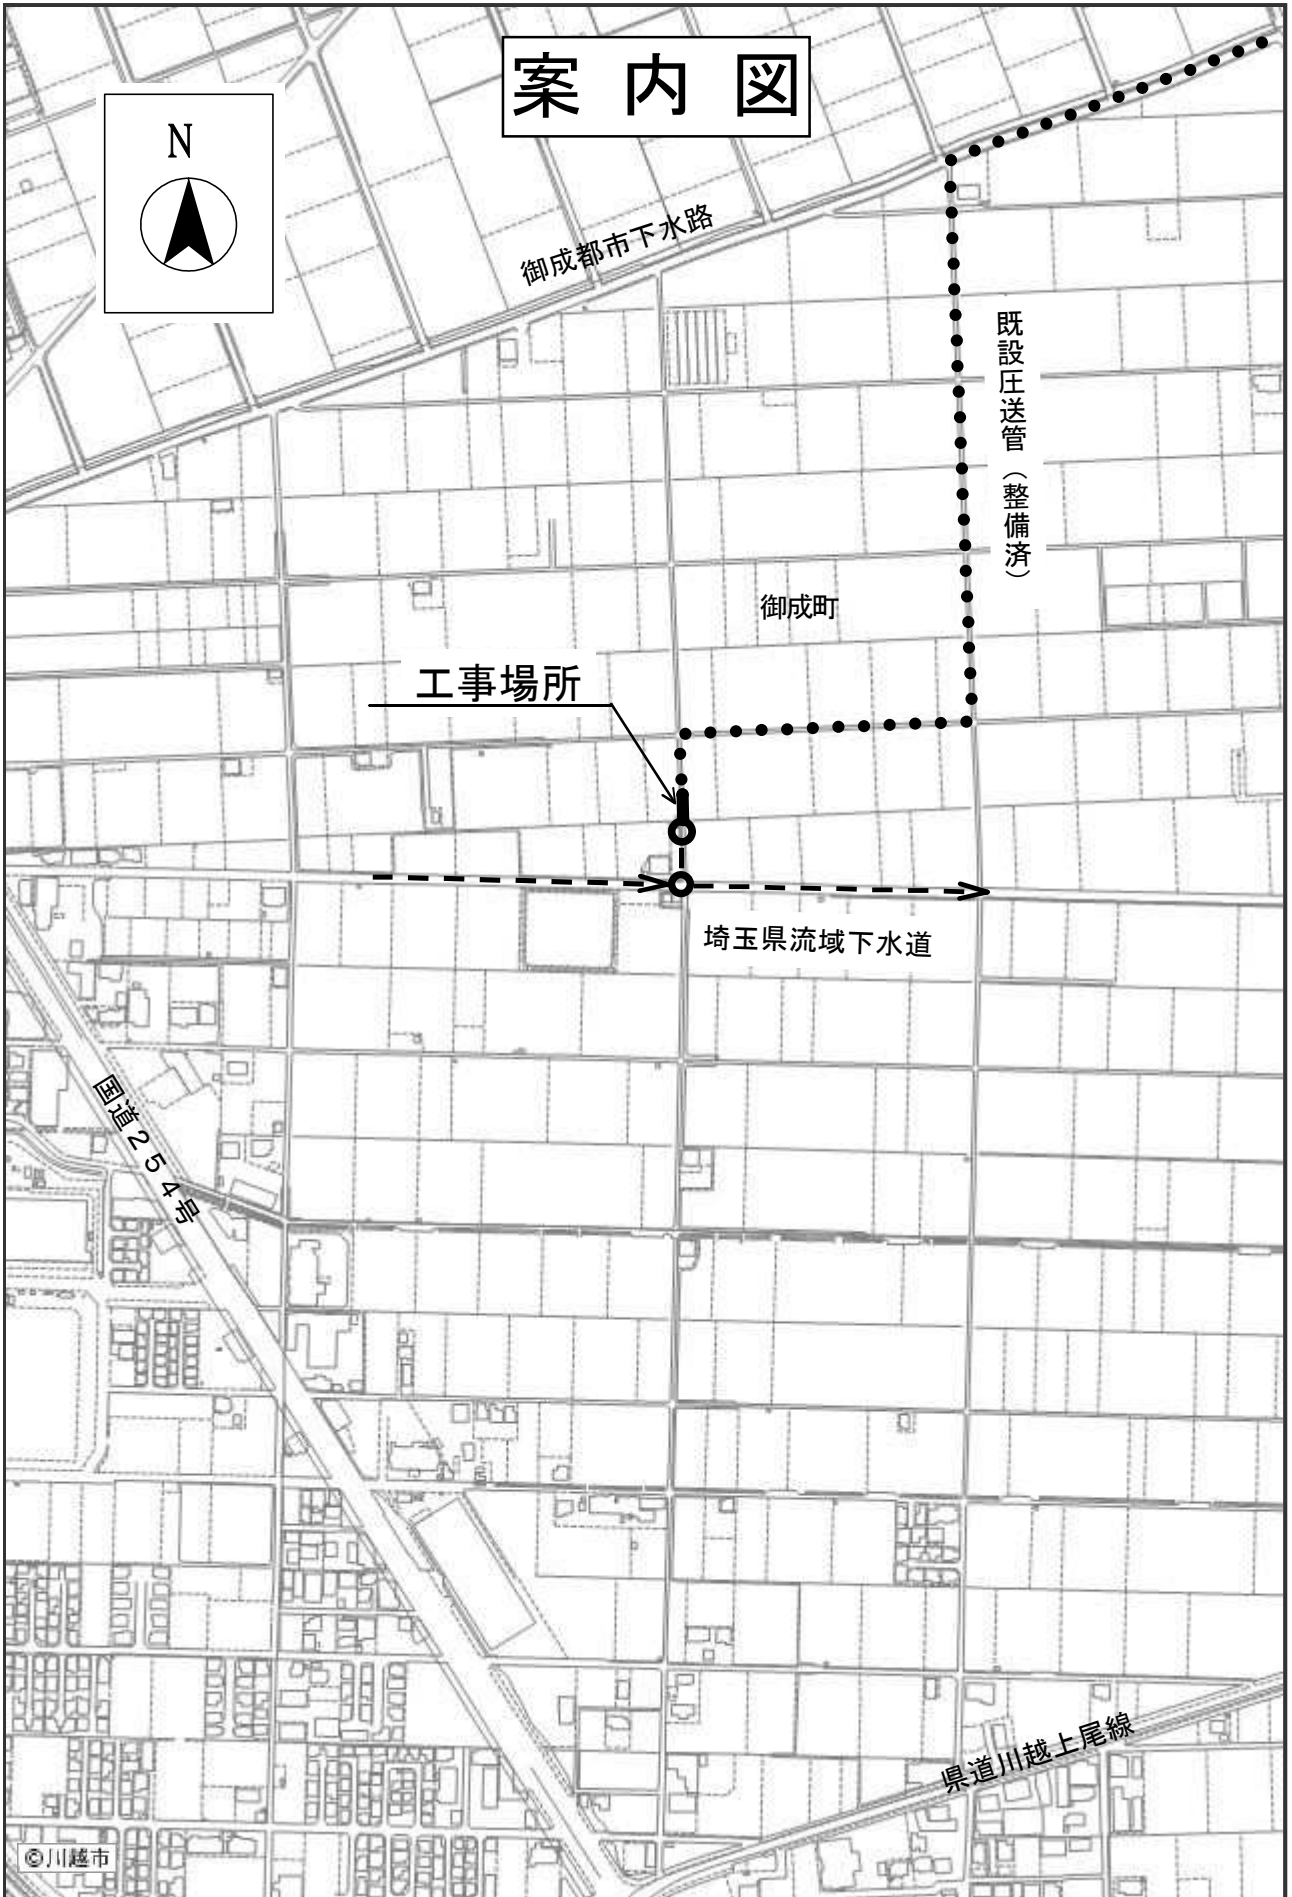 案内図
N
御成都市下水路
既設圧送管（整備済）
御成町
工事場所
埼玉県流域下水道
国道２５４号
県道川越上尾線
©川越市